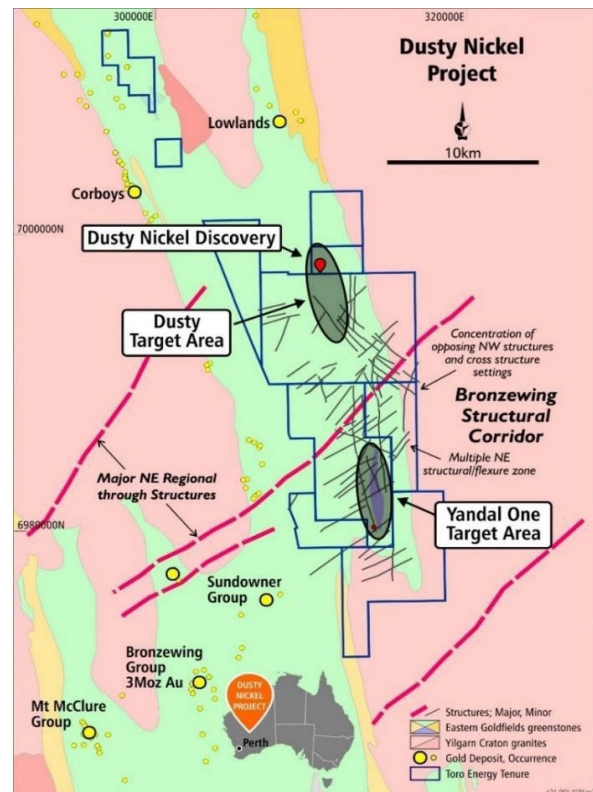 300000E
320000E
Dusty Nickel
Project
10km
Lowlands
Corboys
7000000N
Dusty Nickel Discovery
Dusty
Target Area
Concentration of
opposing NW structures
and cross structure
settings
Bronzewing
Structural
Corridor
Multiple NE
structural/flexure zone
Major NE Regional
through Structures
6980000N
Yandal One
Target Area
Sundowner
Group
Bronzewing
Group
3Moz Au
Mt McClure
Group
DUSTY
NICKEL
PROJECT
Perth
Structures; Major, Minor
Eastern Goldfields greenstones
Yilgarn Craton granites
Gold Deposit, Occurrence
Toro Energy Tenure